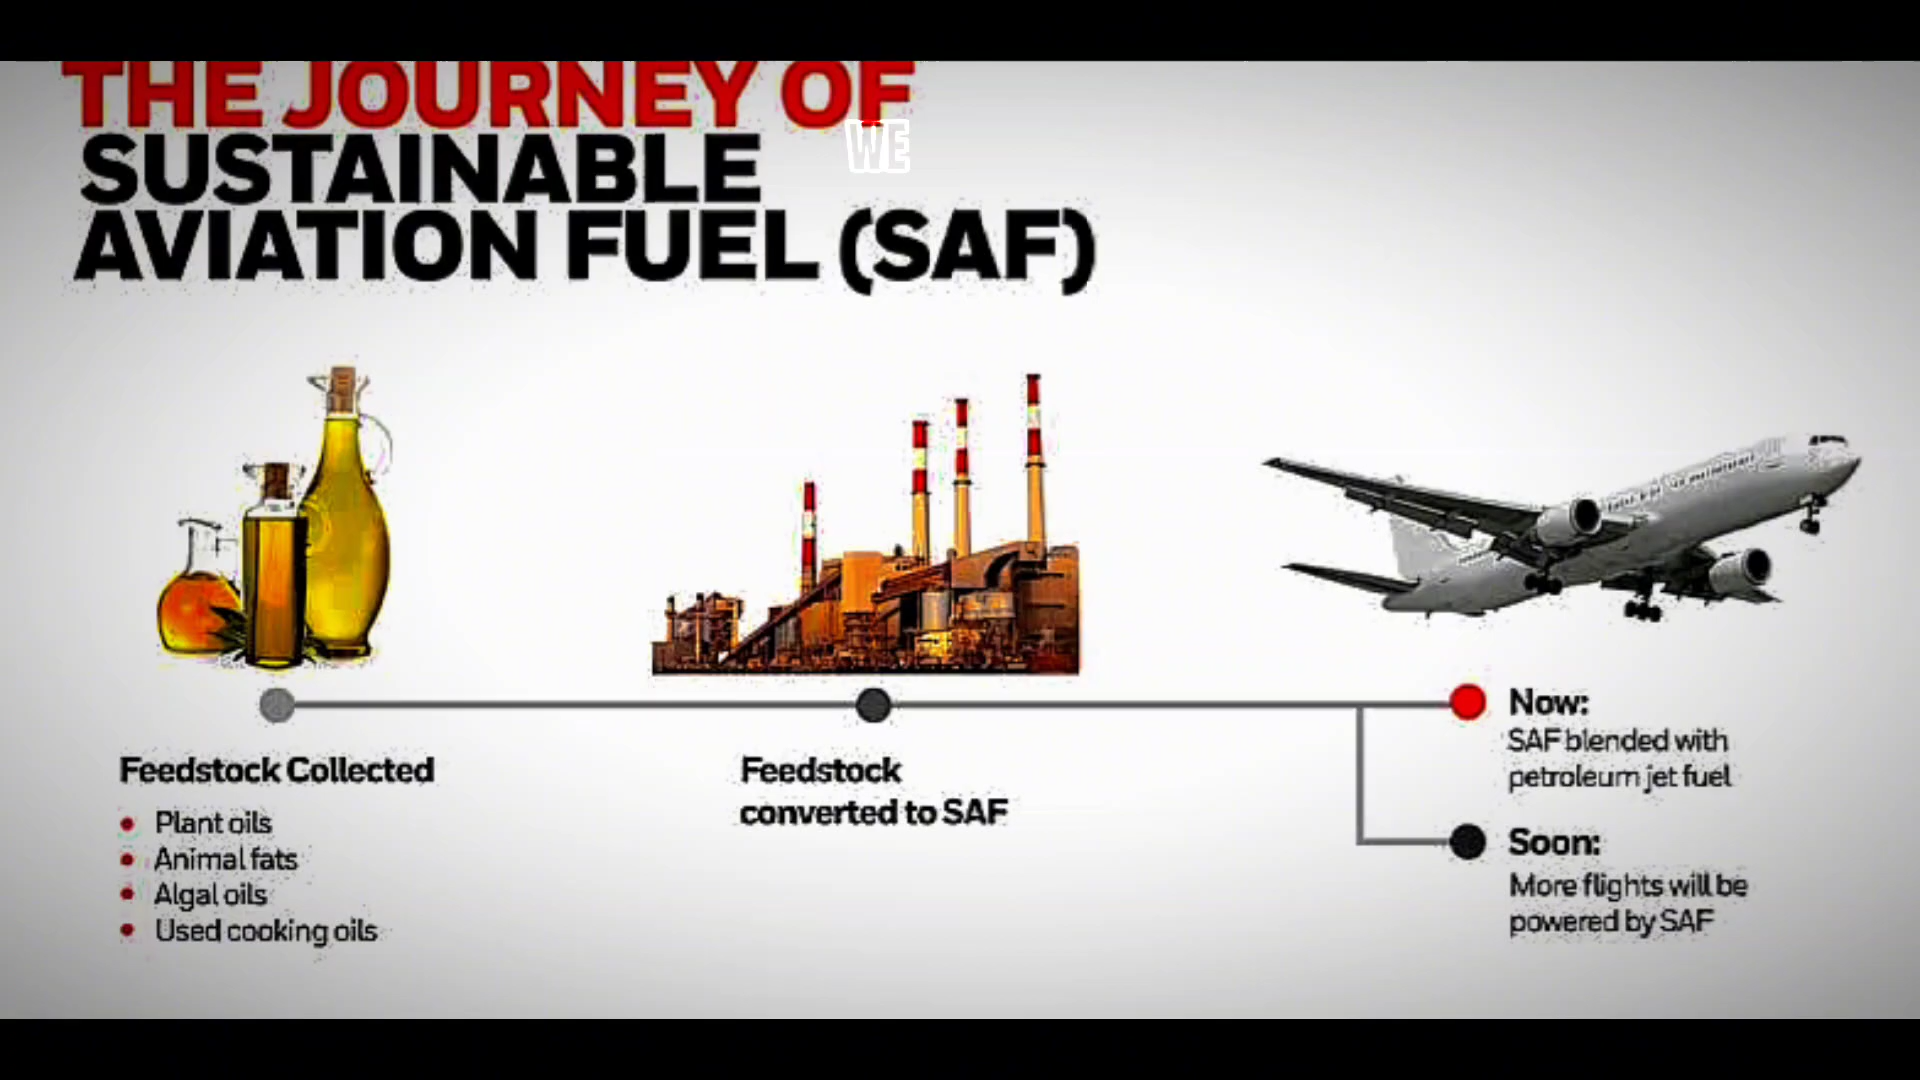 THE JOURNEY OF
WE
SUSTAINABLE
AVIATION FUEL (SAF)
Feedstock Collected
• Plant oils
• Animal fats
• Algal oils
• Used cooking oils
Feedstock
converted to SAF
Now:
SAF blended with
petroleum jet fuel
Soon:
More flights will be
powered by SAF